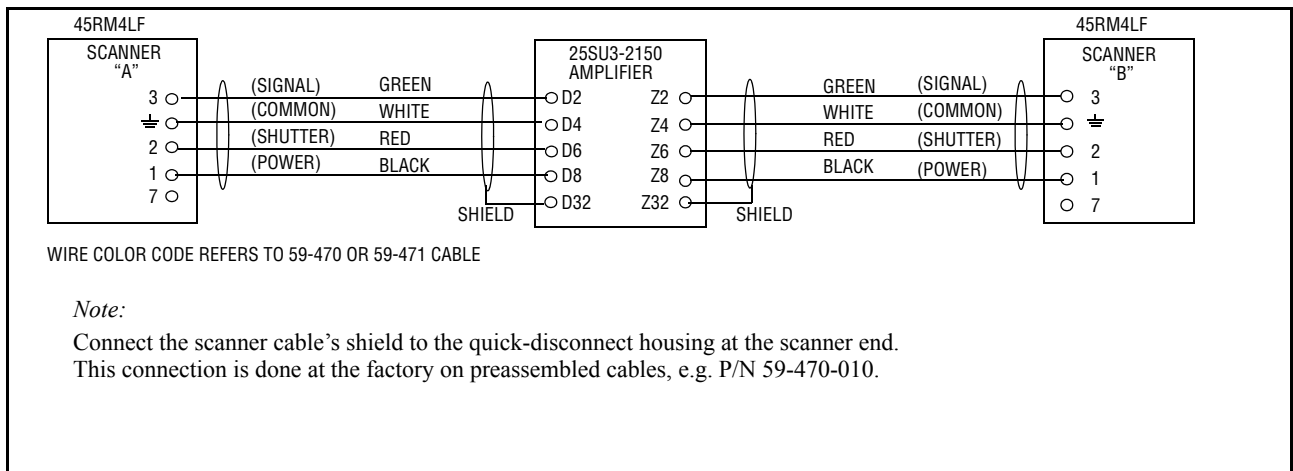 45RM4LF
SCANNER
“A”
3
2
1
7
(SIGNAL) GREEN
(COMMON) WHITE
(SHUTTER) RED
(POWER) BLACK
SHIELD
25SU3-2150
AMPLIFIER
D2 Z2
D4 Z4
D6 Z6
D8 Z8
D32 Z32
SHIELD
GREEN (SIGNAL)
WHITE (COMMON)
RED (SHUTTER)
BLACK (POWER)
45RM4LF
SCANNER
“B”
3
2
1
7
WIRE COLOR CODE REFERS TO 59-470 OR 59-471 CABLE
Note:
Connect the scanner cable’s shield to the quick-disconnect housing at the scanner end.
This connection is done at the factory on preassembled cables, e.g. P/N 59-470-010.